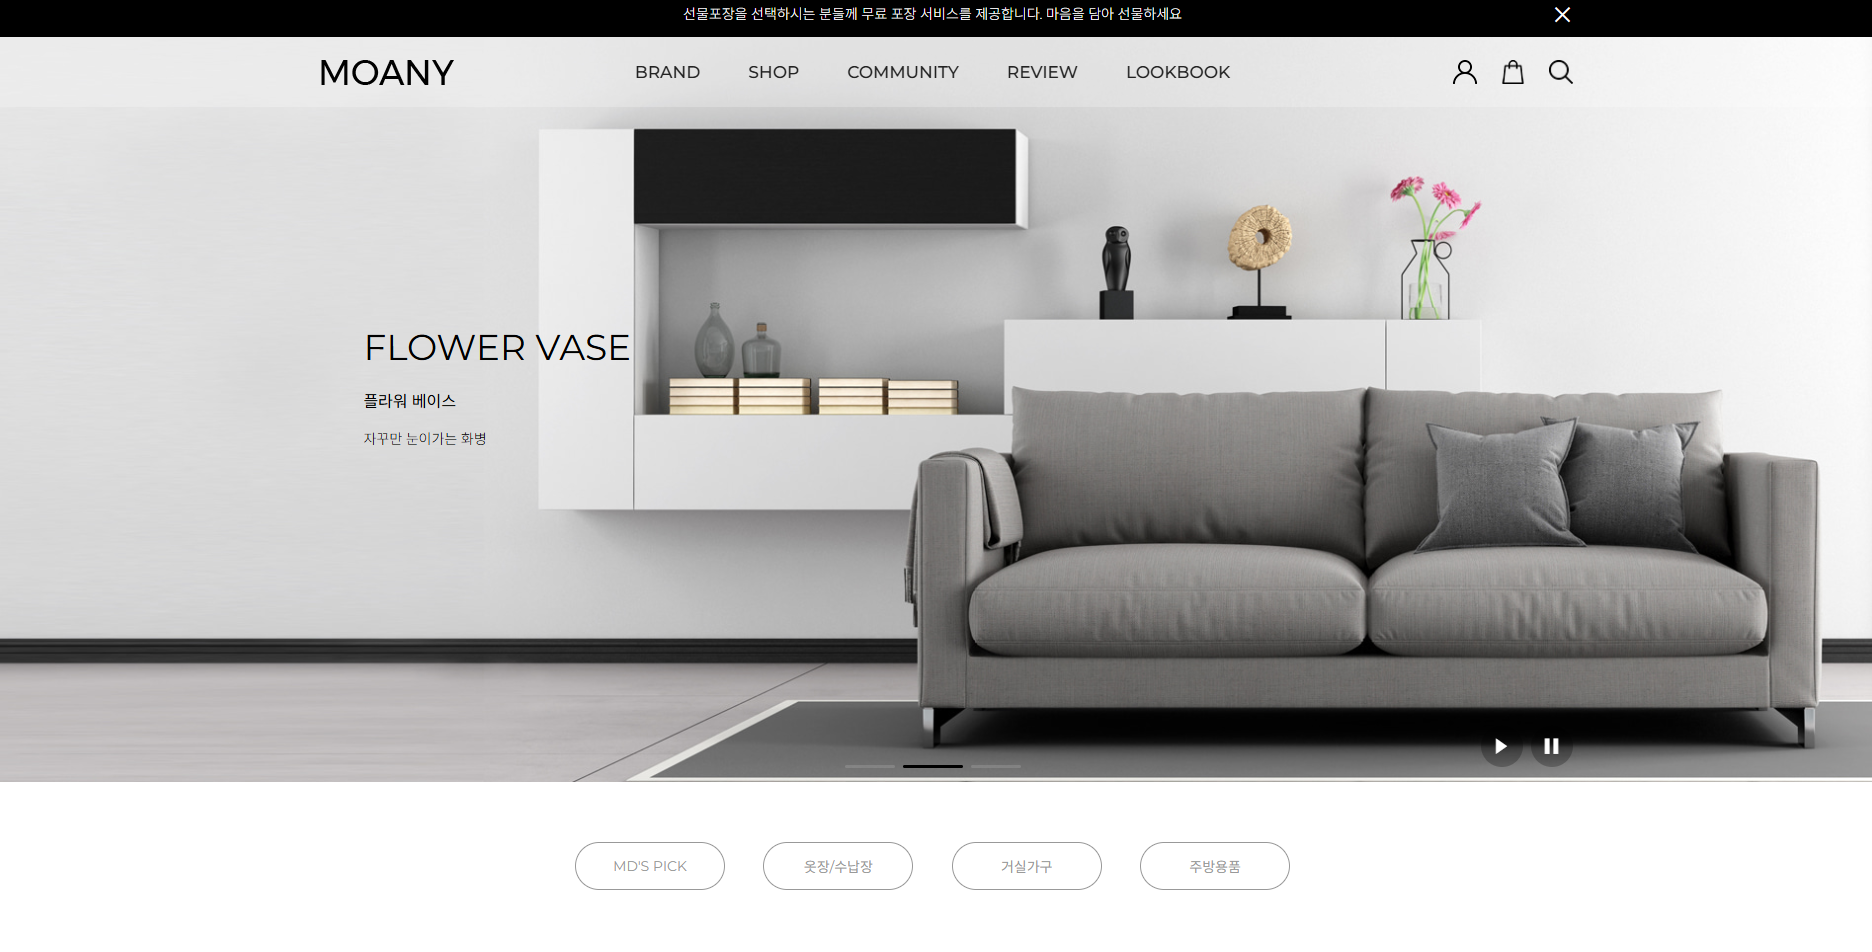 선물포장을 선택하시는 분들께 무료 포장 서비스를 제공합니다. 마음을 담아 선물하세요
MOANY
BRAND SHOP COMMUNITY REVIEW LOOKBOOK
FLOWER VASE
플라워 베이스
자꾸만 눈이가는 화병
MD'S PICK 옷장/수납장 거실가구 주방용품